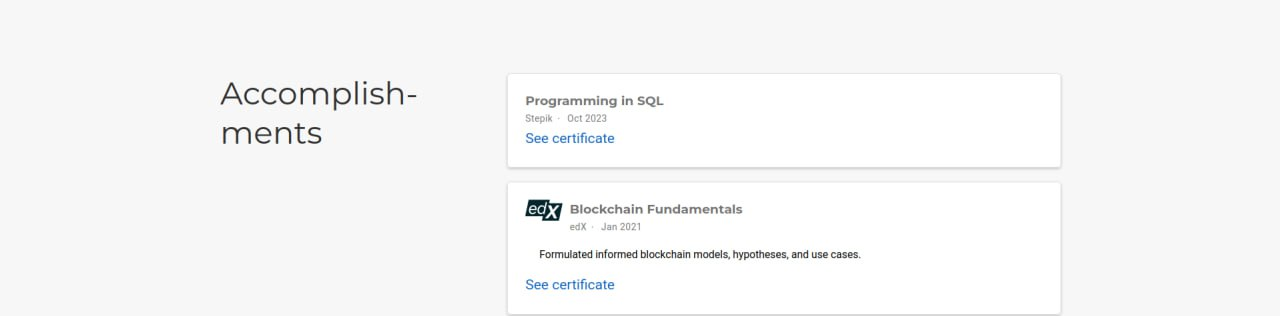 Accomplish-
ments
Programming in SQL
Stepik · Oct 2023
See certificate
edX
Blockchain Fundamentals
edX · Jan 2021
Formulated informed blockchain models, hypotheses, and use cases.
See certificate